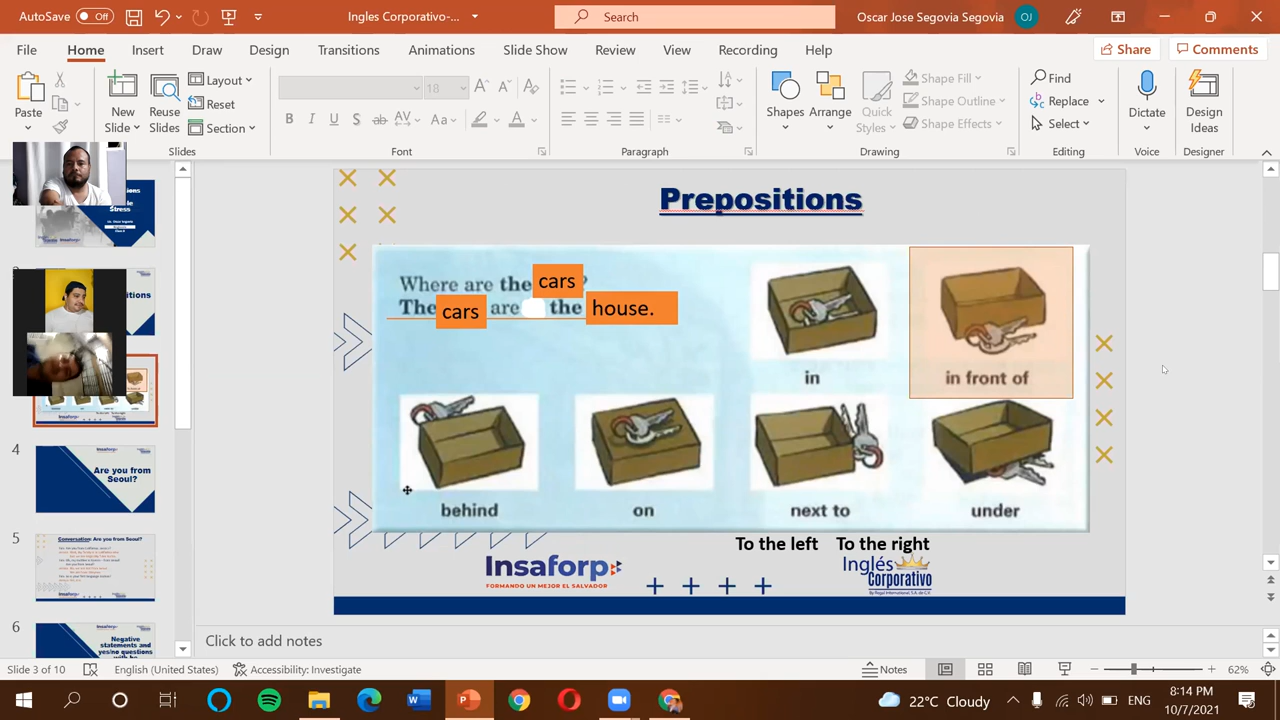 AutoSave Off
Ingles Corporativo-...
Search
Oscar Jose Segovia Segovia OJ
File Home Insert Draw Design Transitions Animations Slide Show Review View Recording Help Share Comments
Paste
New Slide
Reuse Slides
Layout
Reset
Section
8
Shapes
Arrange
Quick Styles
Shape Fill
Shape Outline
Shape Effects
Find
Replace
Select
Dictate
Design Ideas
Slides Font Paragraph Drawing Editing Voice Designer
Prepositions
Where are the cars ?
The cars are the house.
in
in front of
behind
on
next to
under
To the left To the right
Insaforp
FORMANDO UN MEJOR EL SALVADOR
Inglés
Corporativo
By Regal International, S.A. de C.V.
4
Are you from Seoul?
5
6
Negative statements and yes/no questions
Click to add notes
Slide 3 of 10 English (United States) Accessibility: Investigate Notes 62%
22°C Cloudy ENG 8:14 PM
10/7/2021